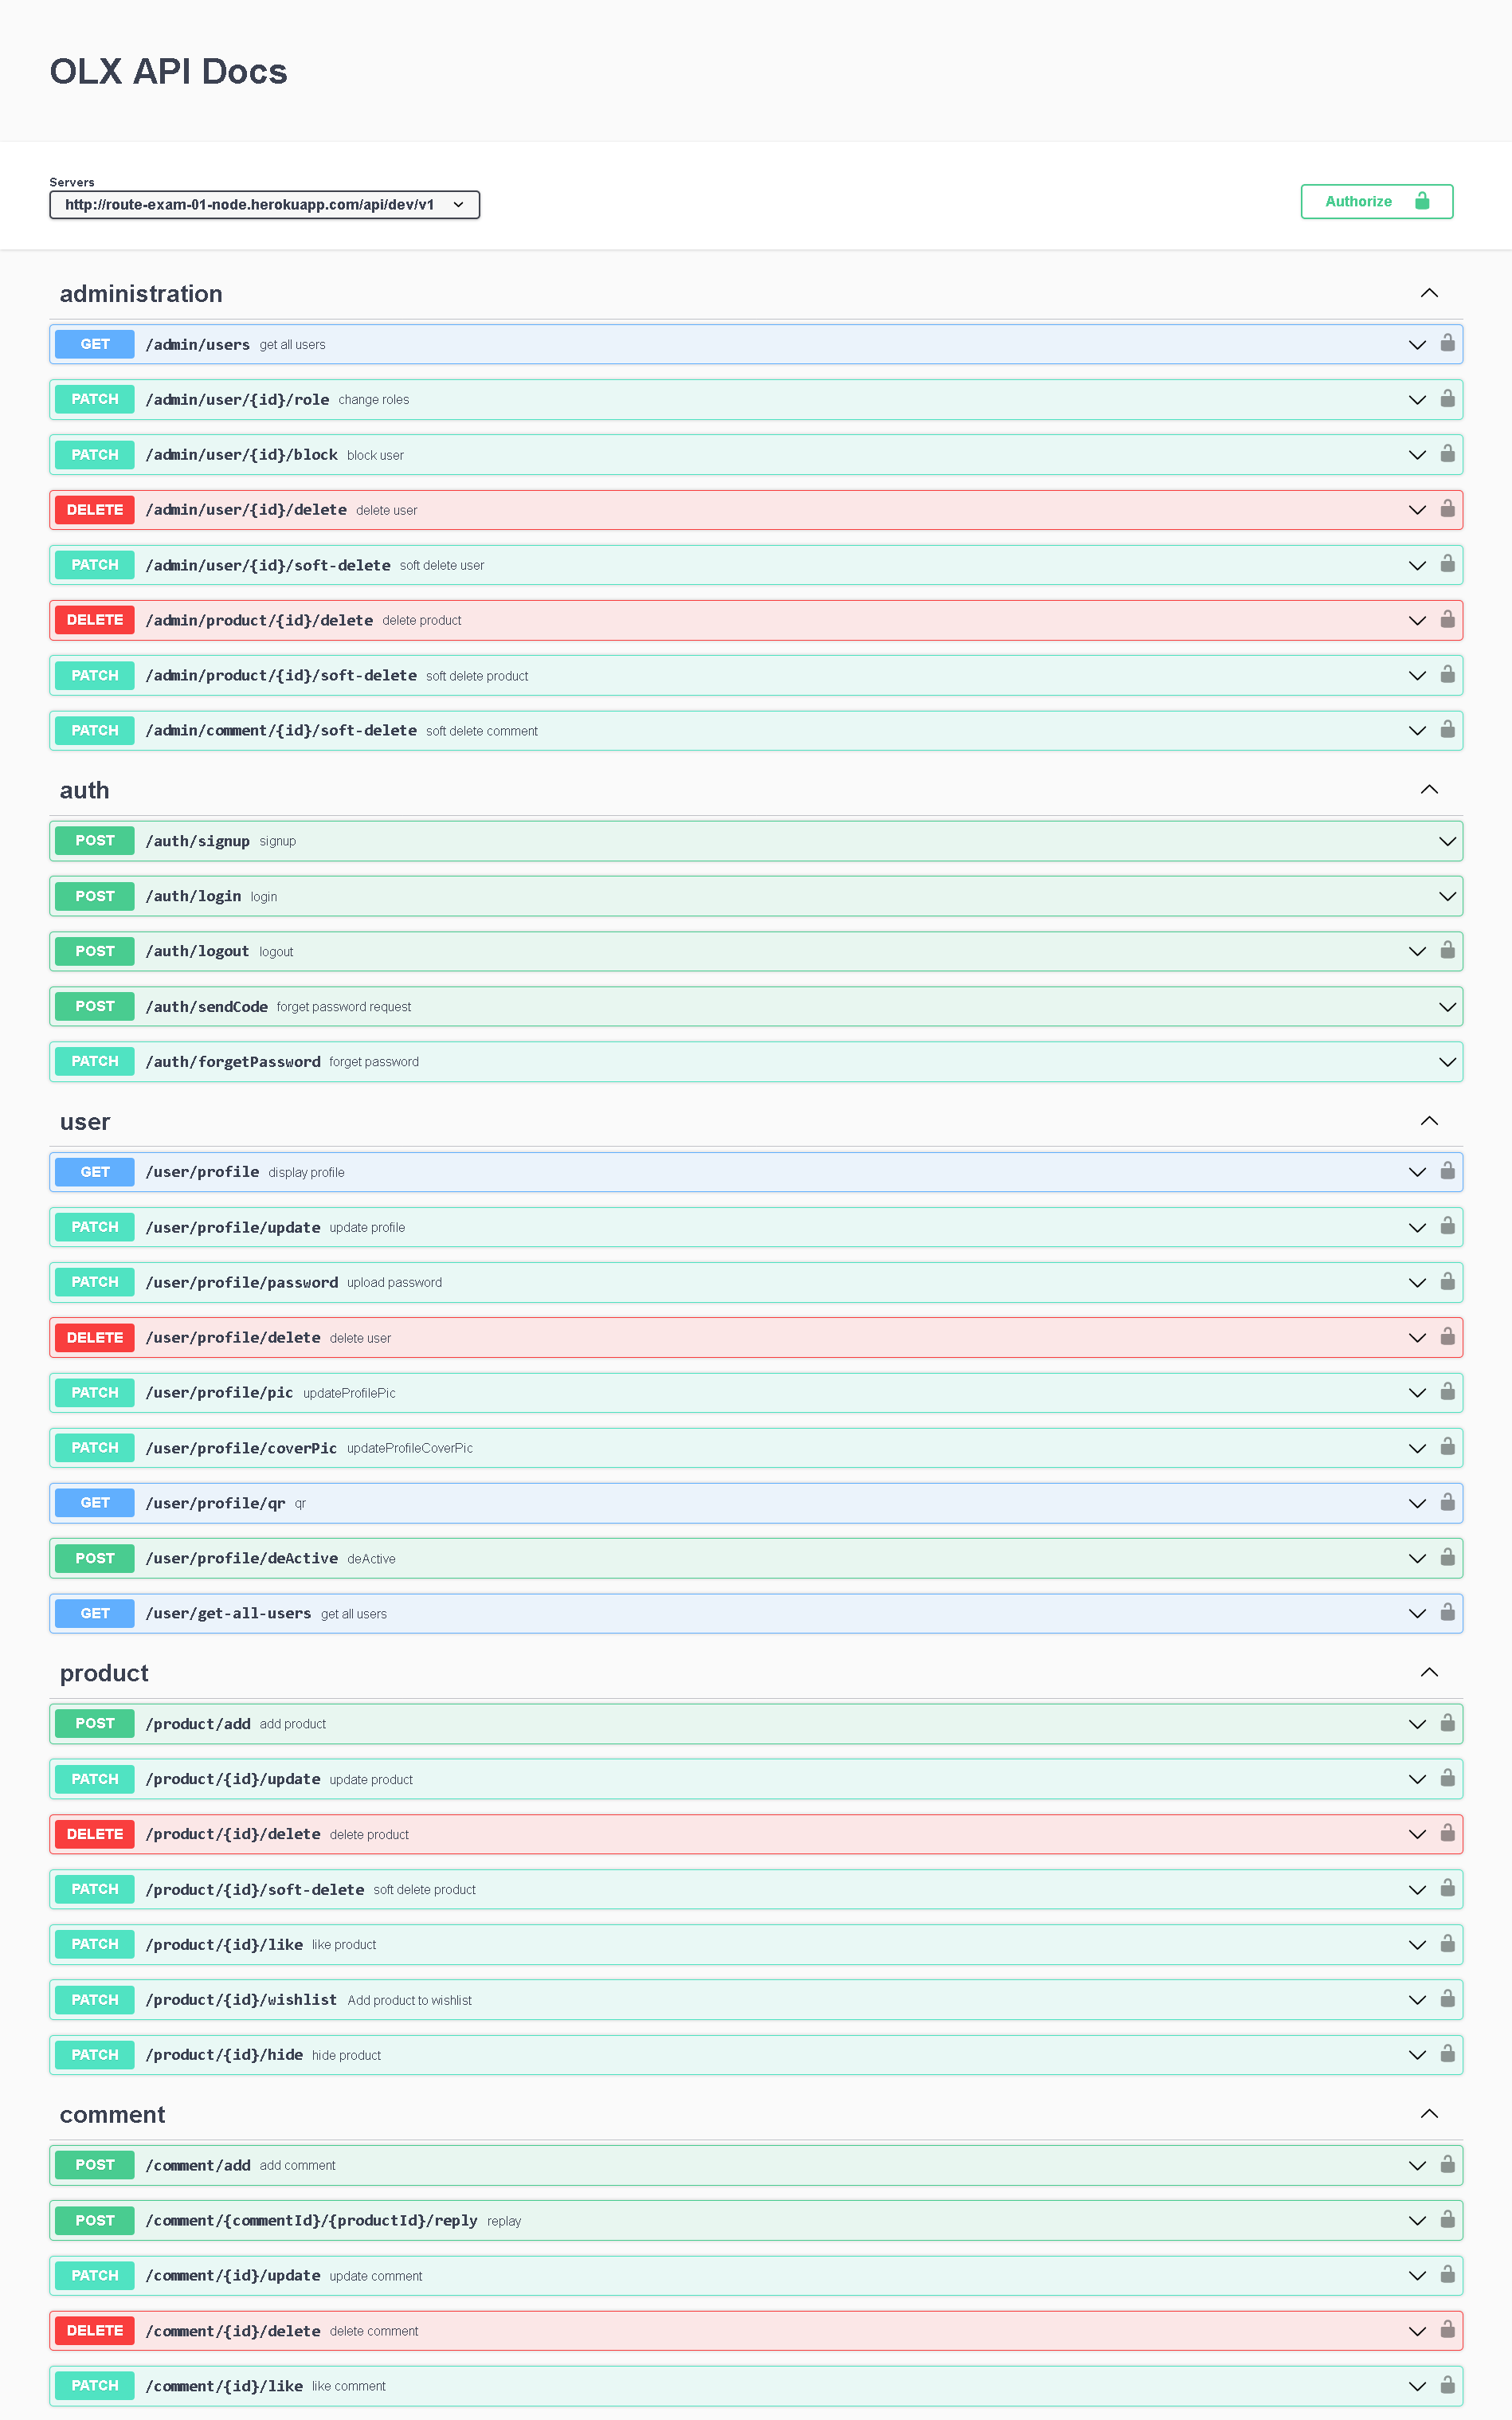 OLX API Docs
Servers
http://route-exam-01-node.herokuapp.com/api/dev/v1
Authorize
administration
GET /admin/users get all users
PATCH /admin/user/{id}/role change roles
PATCH /admin/user/{id}/block block user
DELETE /admin/user/{id}/delete delete user
PATCH /admin/user/{id}/soft-delete soft delete user
DELETE /admin/product/{id}/delete delete product
PATCH /admin/product/{id}/soft-delete soft delete product
PATCH /admin/comment/{id}/soft-delete soft delete comment
auth
POST /auth/signup signup
POST /auth/login login
POST /auth/logout logout
POST /auth/sendCode forget password request
PATCH /auth/forgetPassword forget password
user
GET /user/profile display profile
PATCH /user/profile/update update profile
PATCH /user/profile/password upload password
DELETE /user/profile/delete delete user
PATCH /user/profile/pic updateProfilePic
PATCH /user/profile/coverPic updateProfileCoverPic
GET /user/profile/qr qr
POST /user/profile/deActive deActive
GET /user/get-all-users get all users
product
POST /product/add add product
PATCH /product/{id}/update update product
DELETE /product/{id}/delete delete product
PATCH /product/{id}/soft-delete soft delete product
PATCH /product/{id}/like like product
PATCH /product/{id}/wishlist Add product to wishlist
PATCH /product/{id}/hide hide product
comment
POST /comment/add add comment
POST /comment/{commentId}/{productId}/reply replay
PATCH /comment/{id}/update update comment
DELETE /comment/{id}/delete delete comment
PATCH /comment/{id}/like like comment